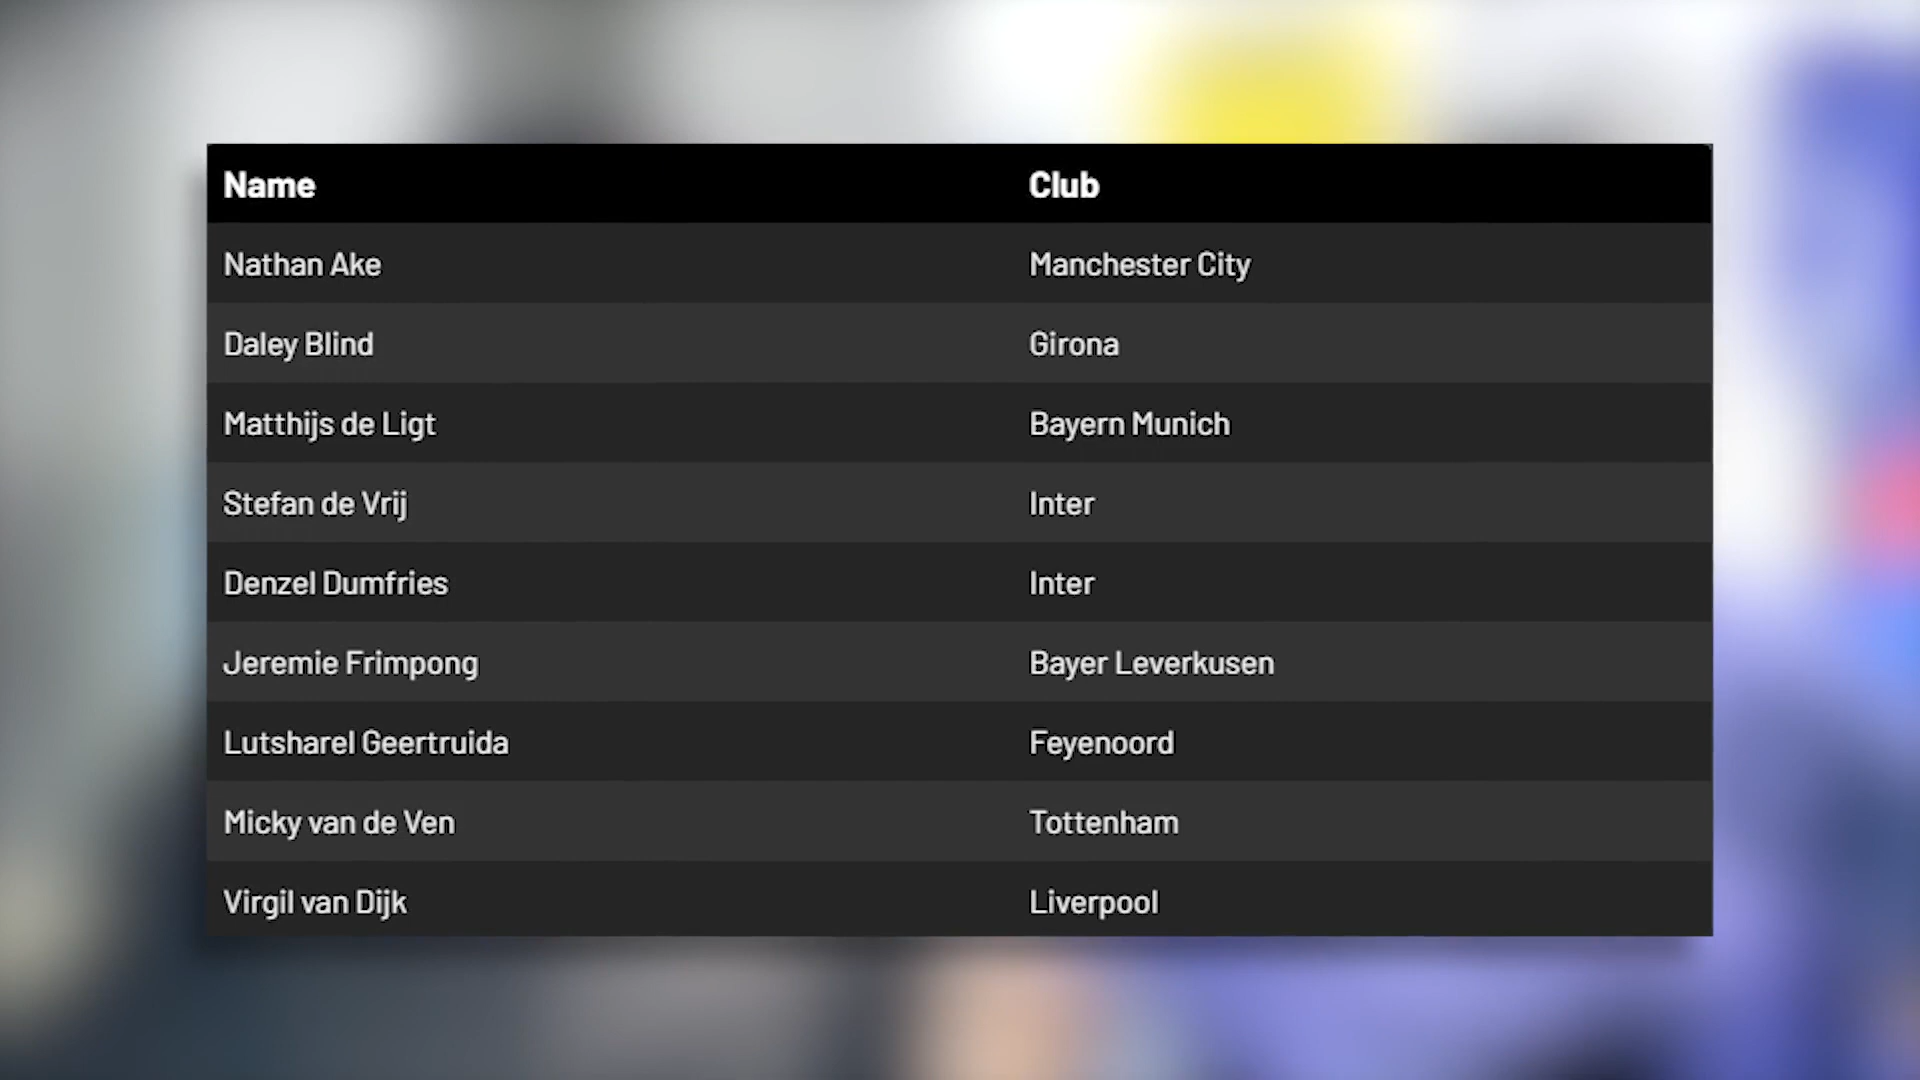 Name Club
Nathan Ake Manchester City
Daley Blind Girona
Matthijs de Ligt Bayern Munich
Stefan de Vrij Inter
Denzel Dumfries Inter
Jeremie Frimpong Bayer Leverkusen
Lutsharel Geertruida Feyenoord
Micky van de Ven Tottenham
Virgil van Dijk Liverpool